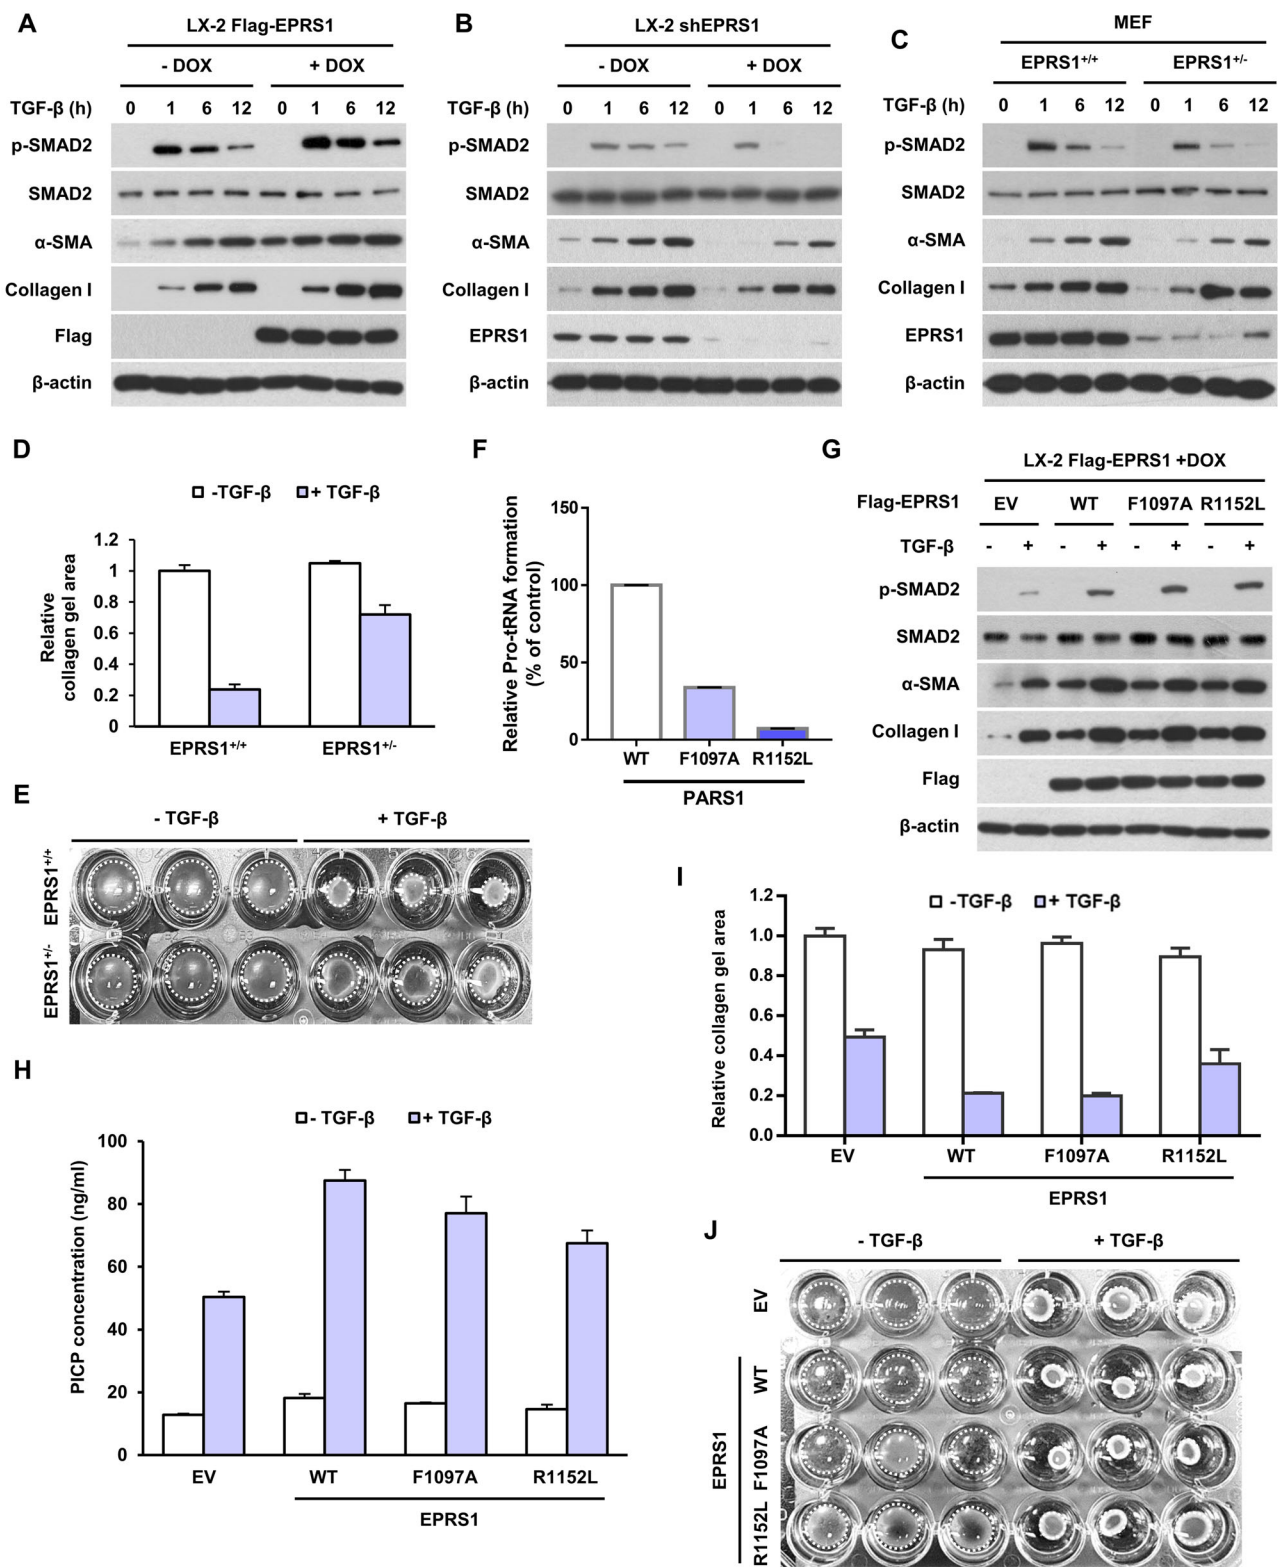 A
LX-2 Flag-EPRS1
- DOX + DOX
TGF-β (h) 0 1 6 12 0 1 6 12
p-SMAD2
SMAD2
α-SMA
Collagen I
Flag
β-actin
B
LX-2 shEPRS1
- DOX + DOX
TGF-β (h) 0 1 6 12 0 1 6 12
p-SMAD2
SMAD2
α-SMA
Collagen I
EPRS1
β-actin
C
MEF
EPRS1+/+ EPRS1+/-
TGF-β (h) 0 1 6 12 0 1 6 12
p-SMAD2
SMAD2
α-SMA
Collagen I
EPRS1
β-actin
D
-TGF-β + TGF-β
Relative
collagen gel area
1.2
1
0.8
0.6
0.4
0.2
0
EPRS1+/+ EPRS1+/-
E
- TGF-β + TGF-β
EPRS1+/+
EPRS1+/-
F
Relative Pro-tRNA formation
(% of control)
150
100
50
0
WT F1097A R1152L
PARS1
G
LX-2 Flag-EPRS1 +DOX
Flag-EPRS1 EV WT F1097A R1152L
TGF-β - + - + - + - +
p-SMAD2
SMAD2
α-SMA
Collagen I
Flag
β-actin
H
- TGF-β + TGF-β
PICP concentration (ng/ml)
100
80
60
40
20
0
EV WT F1097A R1152L
EPRS1
I
-TGF-β + TGF-β
Relative collagen gel area
1.2
1.0
0.8
0.6
0.4
0.2
0.0
EV WT F1097A R1152L
EPRS1
J
- TGF-β + TGF-β
EV
WT
F1097A
R1152L
EPRS1